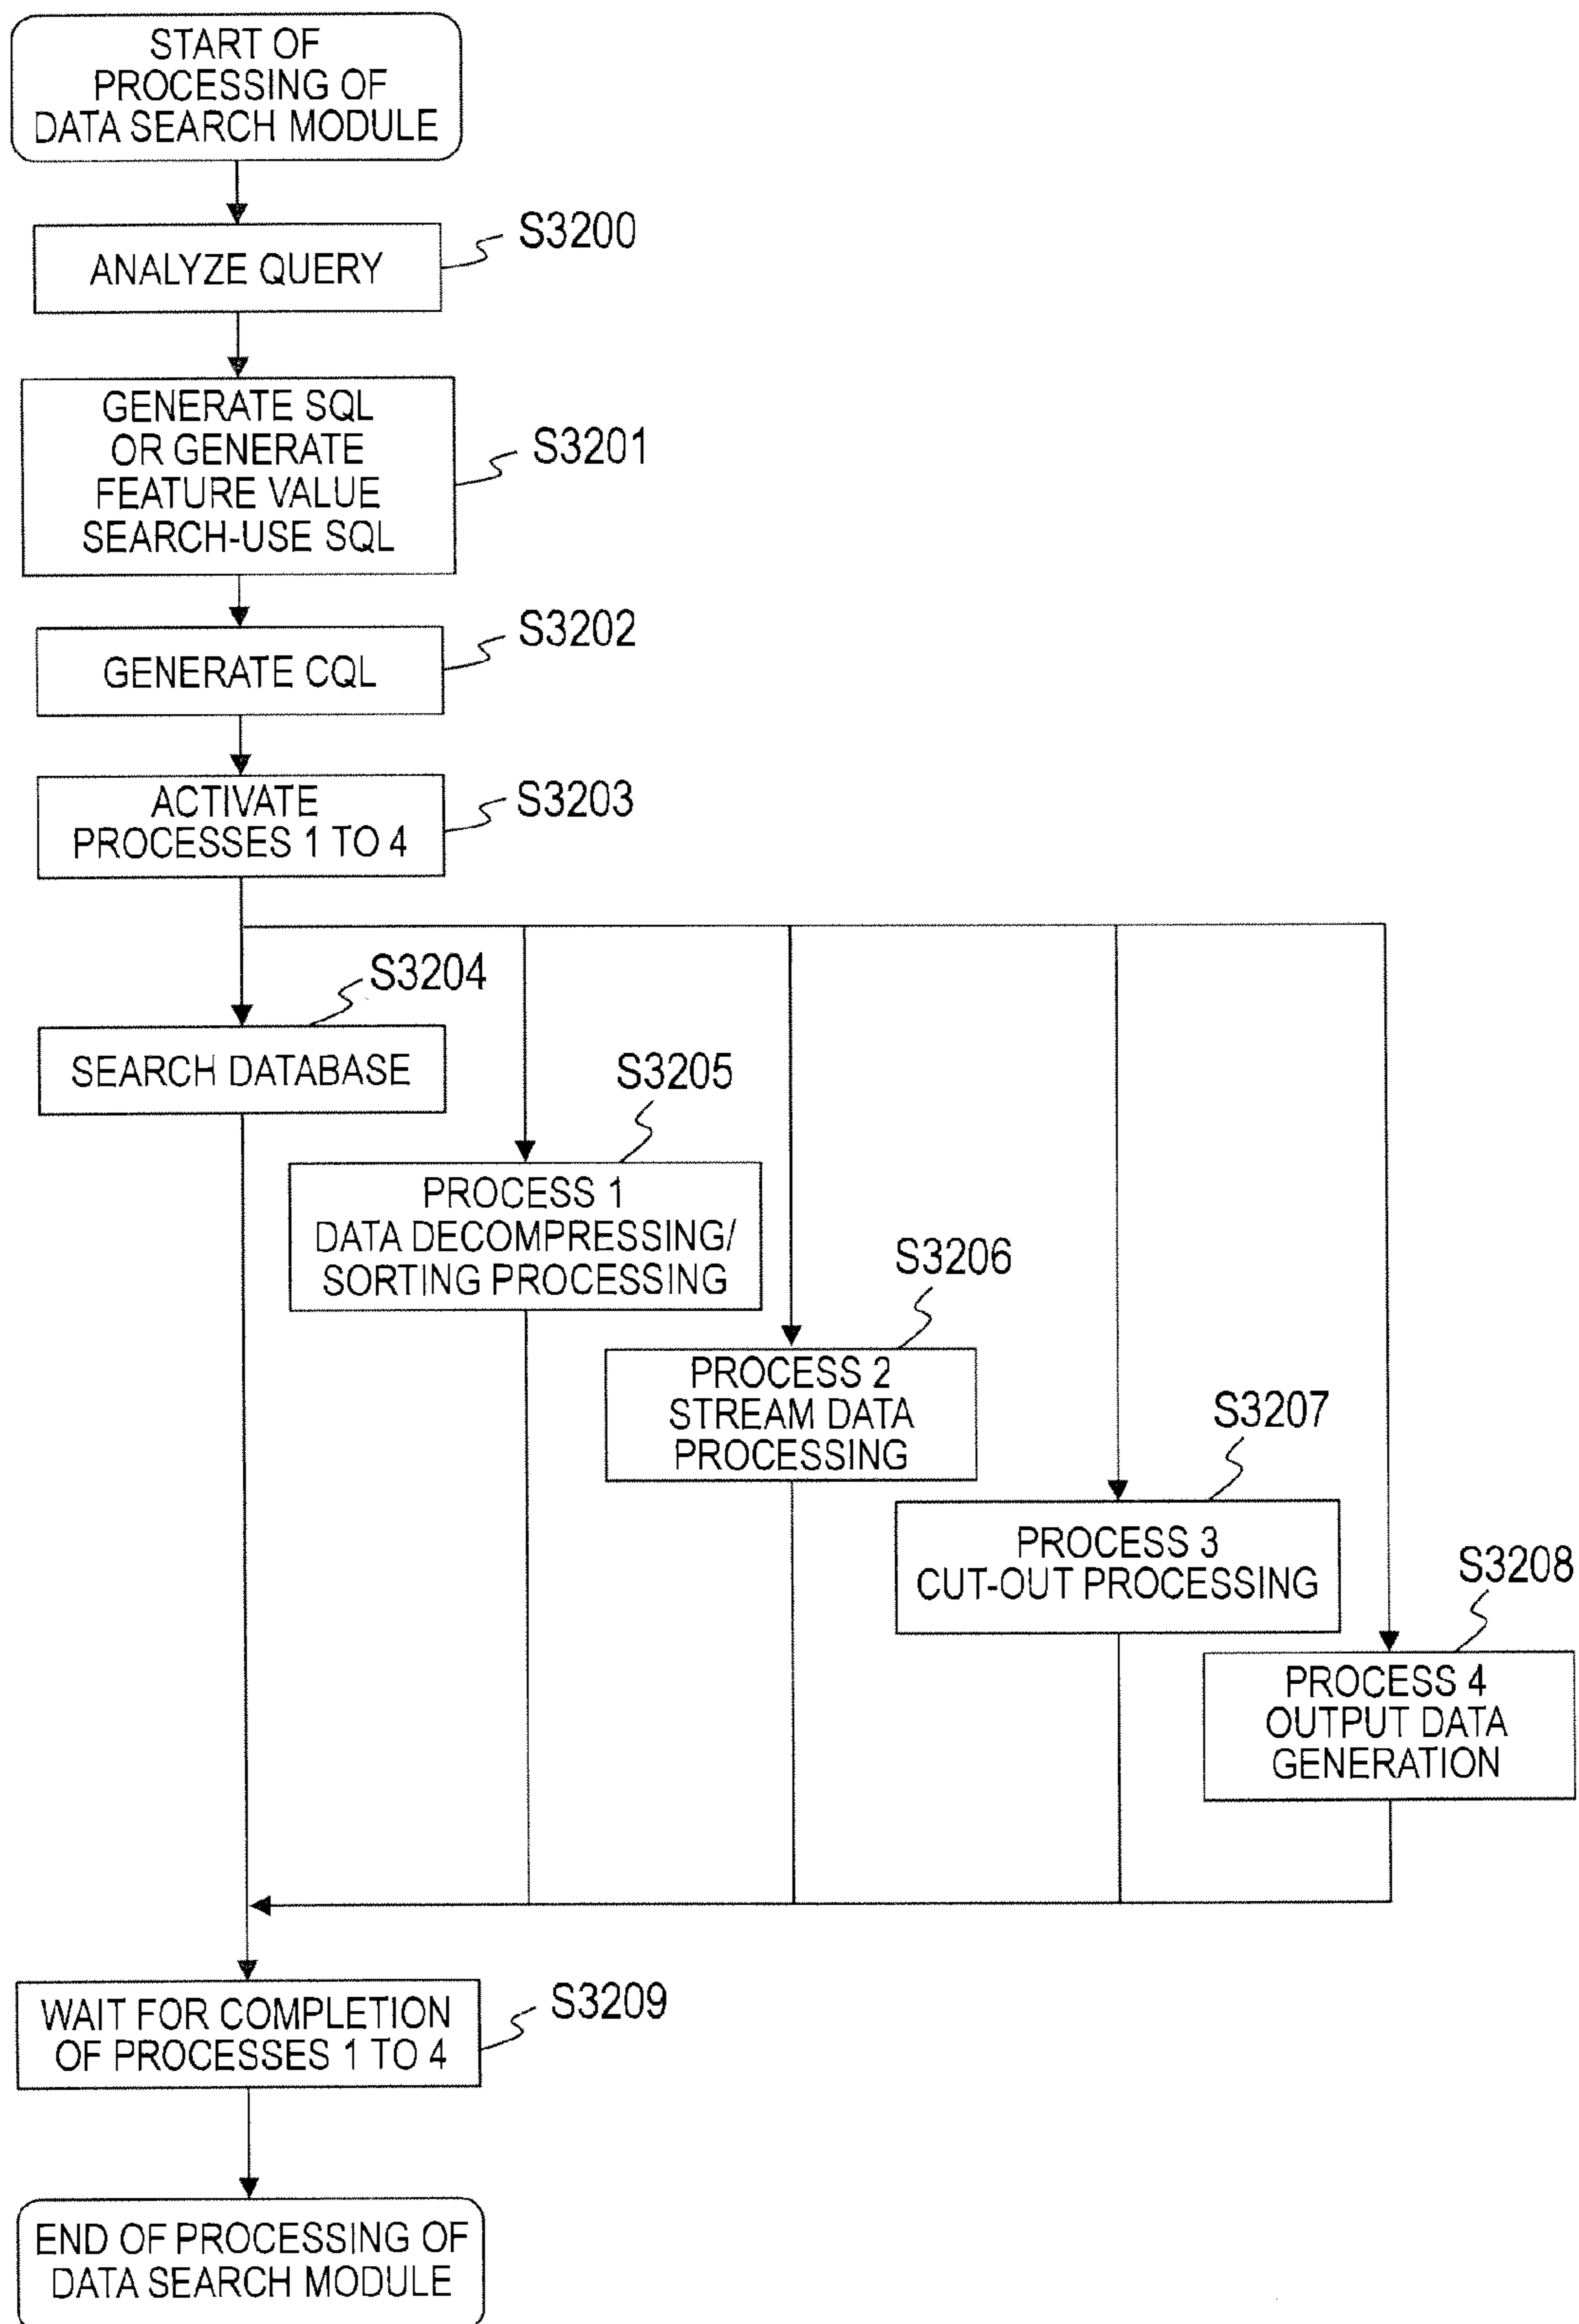 START OF
PROCESSING OF
DATA SEARCH MODULE
S3200
ANALYZE QUERY
GENERATE SQL
OR GENERATE
FEATURE VALUE
SEARCH-USE SQL
S3201
S3202
GENERATE CQL
ACTIVATE
PROCESSES 1 TO 4
S3203
S3204
SEARCH DATABASE
S3205
PROCESS 1
DATA DECOMPRESSING/
SORTING PROCESSING
S3206
PROCESS 2
STREAM DATA
PROCESSING
S3207
PROCESS 3
CUT-OUT PROCESSING
S3208
PROCESS 4
OUTPUT DATA
GENERATION
WAIT FOR COMPLETION
OF PROCESSES 1 TO 4
S3209
END OF PROCESSING OF
DATA SEARCH MODULE